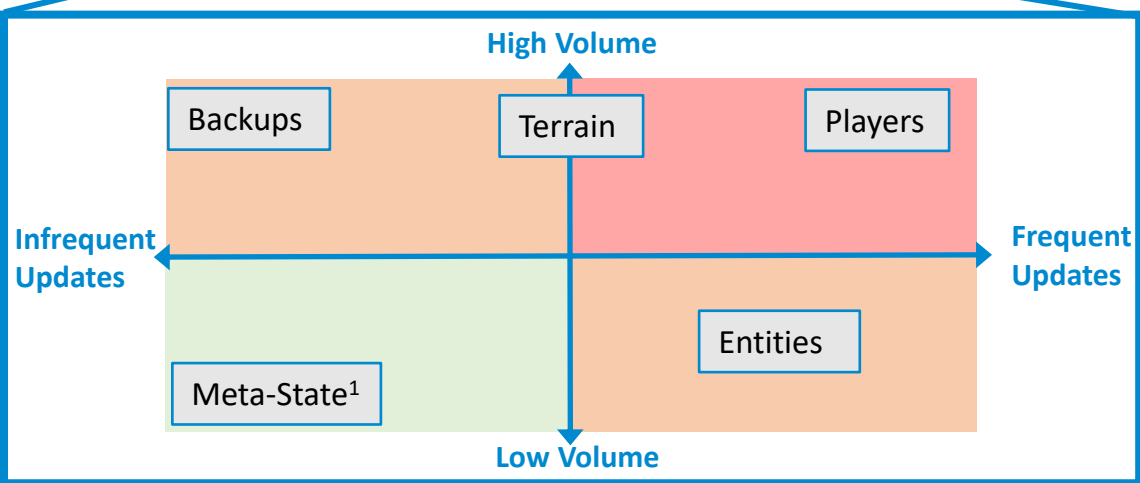 High Volume
Backups
Terrain
Players
Infrequent
Updates
Frequent
Updates
Entities
Meta-State¹
Low Volume